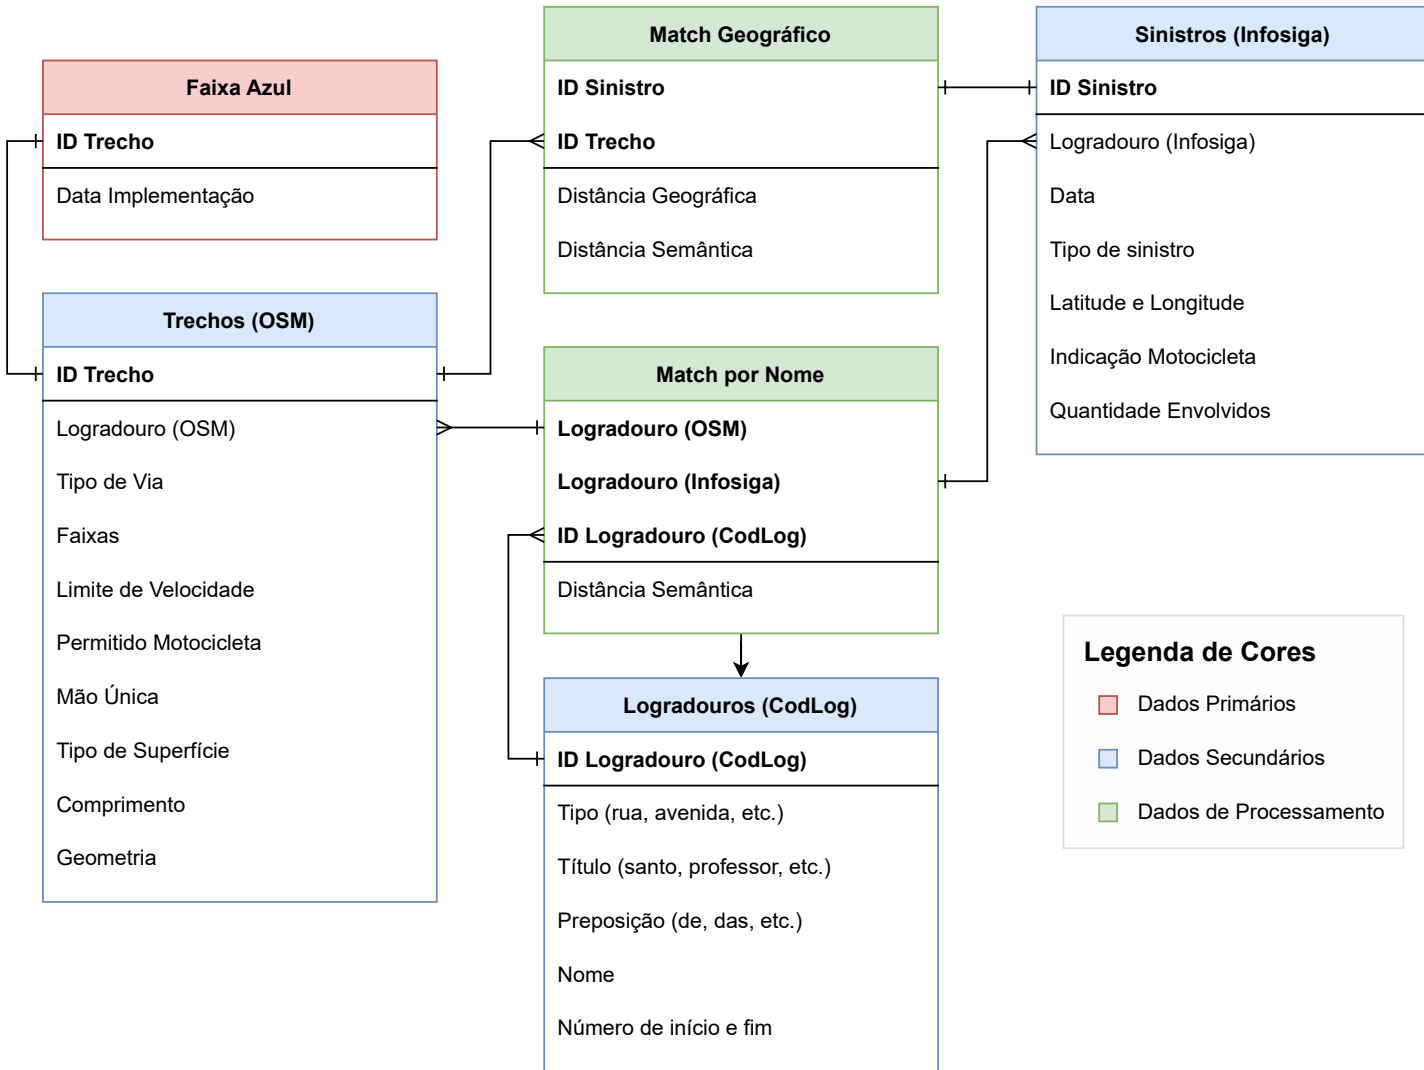 Faixa Azul
ID Trecho
Data Implementação
Trechos (OSM)
ID Trecho
Logradouro (OSM)
Tipo de Via
Faixas
Limite de Velocidade
Permitido Motocicleta
Mão Única
Tipo de Superfície
Comprimento
Geometria
Match Geográfico
ID Sinistro
ID Trecho
Distância Geográfica
Distância Semântica
Match por Nome
Logradouro (OSM)
Logradouro (Infosiga)
ID Logradouro (CodLog)
Distância Semântica
Logradouros (CodLog)
ID Logradouro (CodLog)
Tipo (rua, avenida, etc.)
Título (santo, professor, etc.)
Preposição (de, das, etc.)
Nome
Número de início e fim
Sinistros (Infosiga)
ID Sinistro
Logradouro (Infosiga)
Data
Tipo de sinistro
Latitude e Longitude
Indicação Motocicleta
Quantidade Envolvidos
Legenda de Cores
Dados Primários
Dados Secundários
Dados de Processamento